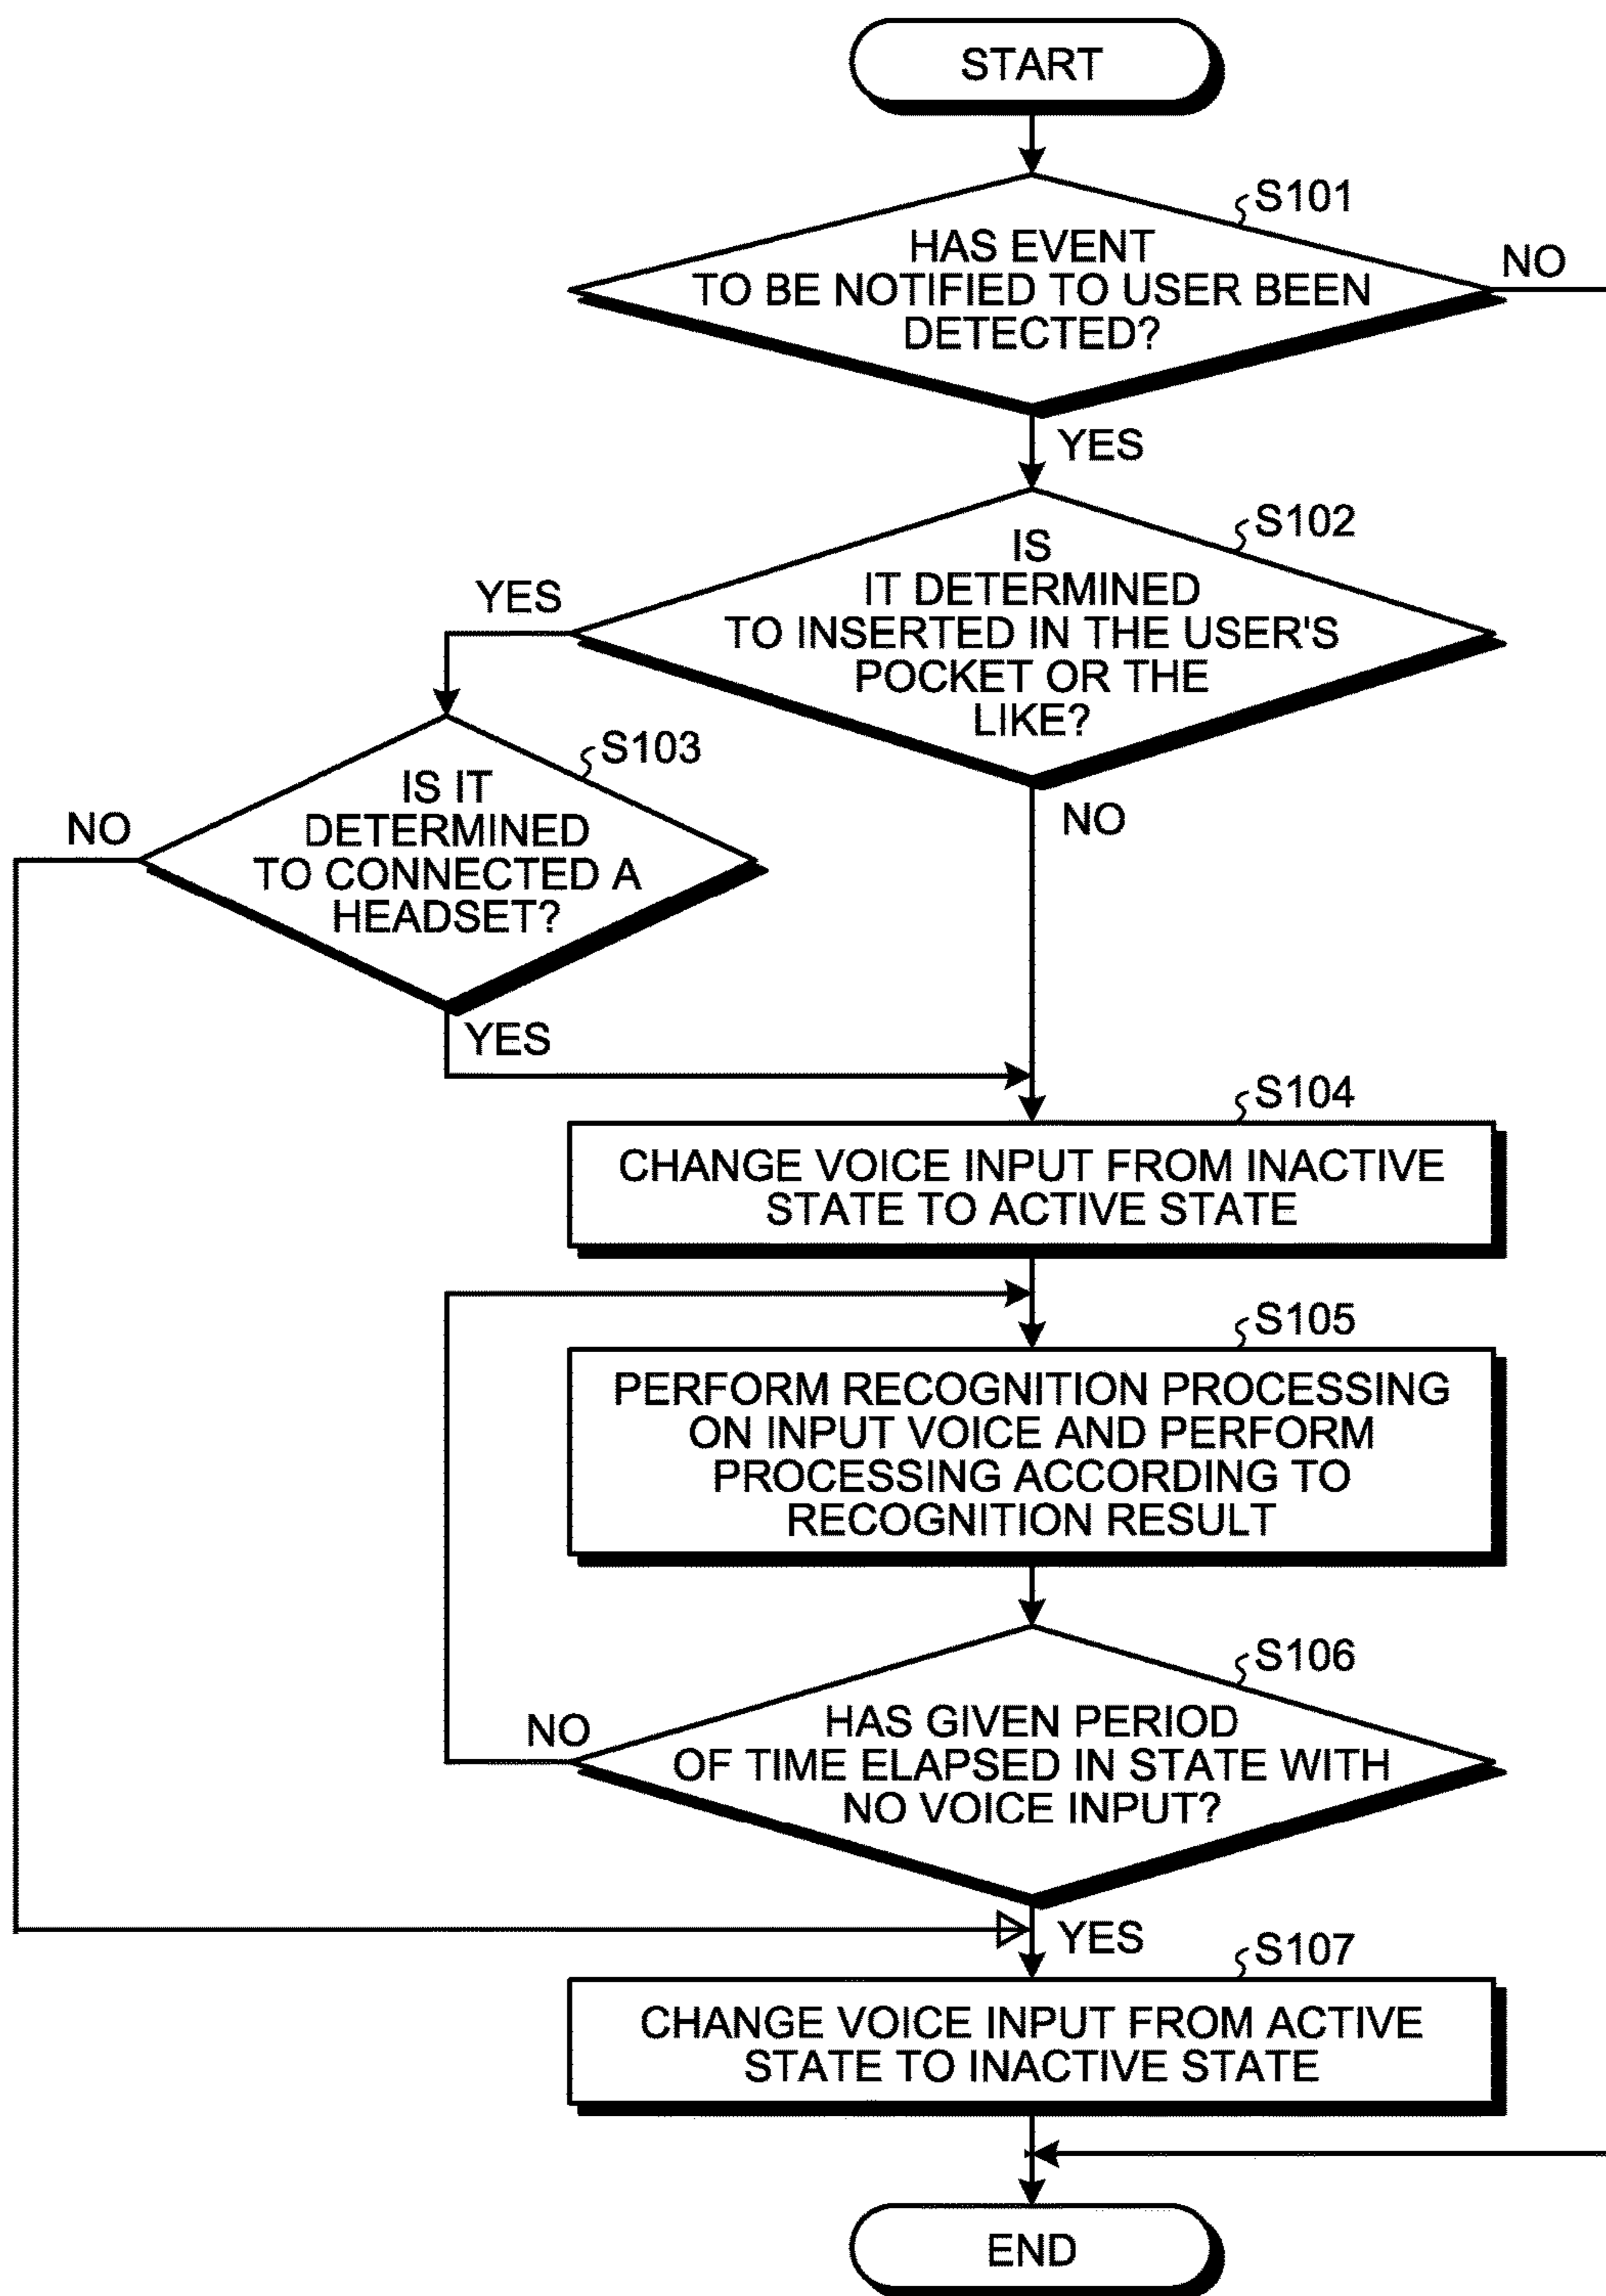 START
S101
HAS EVENT
TO BE NOTIFIED TO USER BEEN
DETECTED?
NO
YES
S102
IS
IT DETERMINED
TO INSERTED IN THE USER'S
POCKET OR THE
LIKE?
YES
NO
S103
IS IT
DETERMINED
TO CONNECTED A
HEADSET?
NO
YES
S104
CHANGE VOICE INPUT FROM INACTIVE
STATE TO ACTIVE STATE
S105
PERFORM RECOGNITION PROCESSING
ON INPUT VOICE AND PERFORM
PROCESSING ACCORDING TO
RECOGNITION RESULT
S106
HAS GIVEN PERIOD
OF TIME ELAPSED IN STATE WITH
NO VOICE INPUT?
NO
YES
S107
CHANGE VOICE INPUT FROM ACTIVE
STATE TO INACTIVE STATE
END